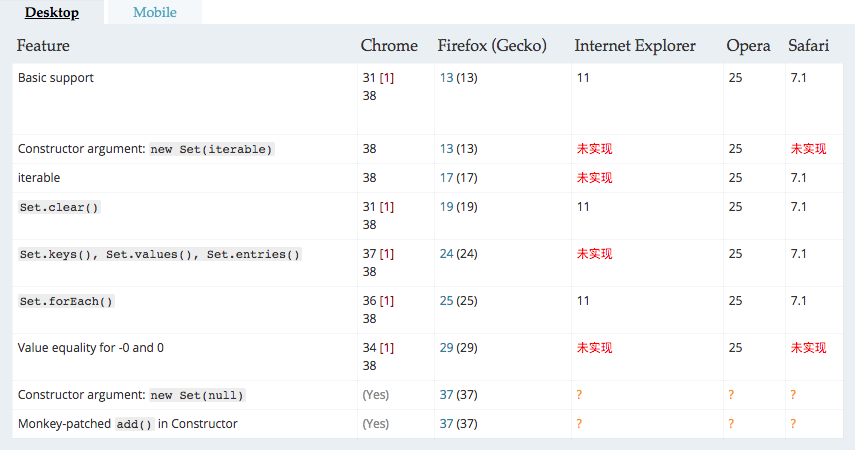 Desktop Mobile
Feature Chrome Firefox (Gecko) Internet Explorer Opera Safari
Basic support 31 [1] 13 (13) 11 25 7.1
38
Constructor argument: new Set(iterable) 38 13 (13) 未实现 25 未实现
iterable 38 17 (17) 未实现 25 7.1
Set.clear() 31 [1] 19 (19) 11 25 7.1
38
Set.keys(), Set.values(), Set.entries() 37 [1] 24 (24) 未实现 25 7.1
38
Set.forEach() 36 [1] 25 (25) 11 25 7.1
38
Value equality for -0 and 0 34 [1] 29 (29) 未实现 25 未实现
38
Constructor argument: new Set(null) (Yes) 37 (37) ? ? ?
Monkey-patched add() in Constructor (Yes) 37 (37) ? ? ?